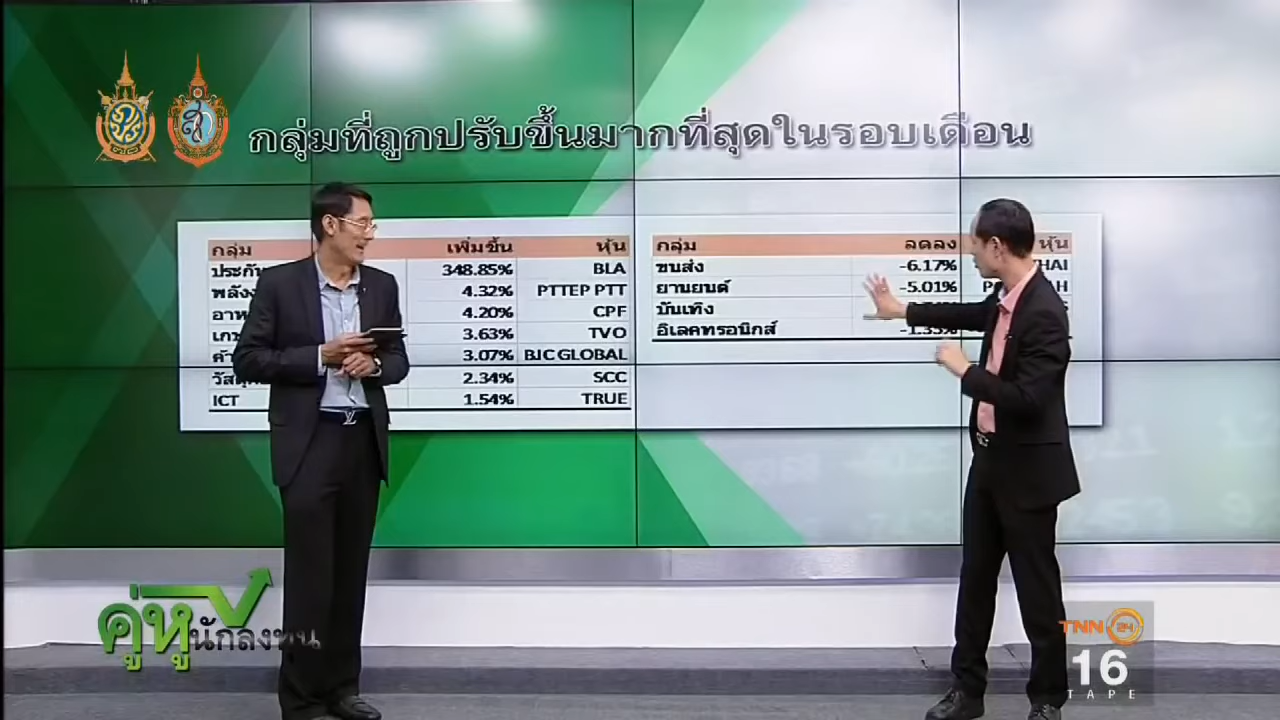 กลุ่มที่ถูกปรับขึ้นมากที่สุดในรอบเดือน
กลุ่ม เพิ่มขึ้น หุ้น
348.85% BLA
4.32% PTTEP PTT
4.20% CPF
3.63% TVO
3.07% BJC GLOBAL
2.34% SCC
ICT 1.54% TRUE
กลุ่ม ลดลง หุ้น
ขนส่ง -6.17%
ยานยนต์ -5.01%
บันเทิง
อิเลคทรอนิกส์
คู่หู
นักลงทุน
TNN 24
16
TAPE